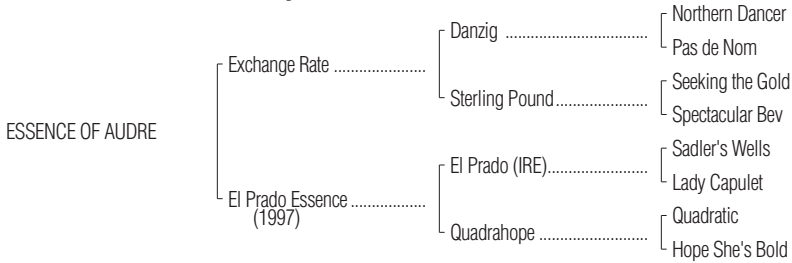 Northern Dancer
Danzig ................................
Pas de Nom
Exchange Rate .....................
Seeking the Gold
Sterling Pound.....................
Spectacular Bev
ESSENCE OF AUDRE
Sadler's Wells
El Prado (IRE).......................
Lady Capulet
El Prado Essence .................
(1997)
Quadratic
Quadrahope .........................
Hope She's Bold